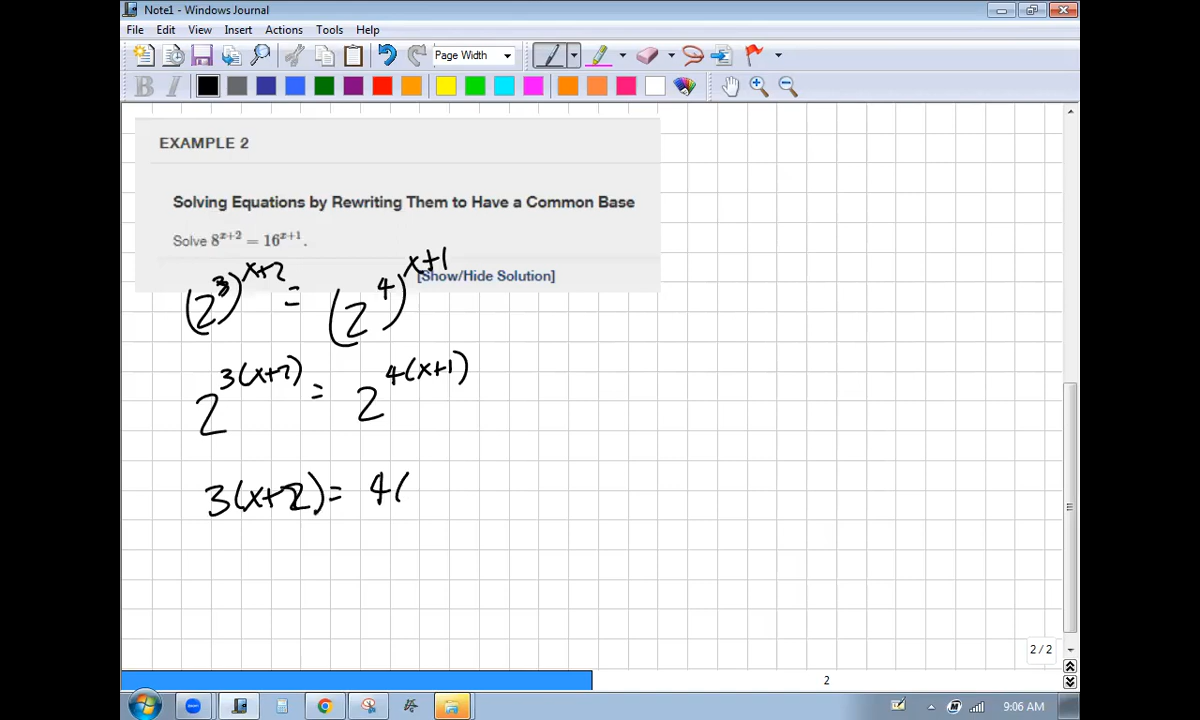 Note1 - Windows Journal
File Edit View Insert Actions Tools Help
Page Width
B I
EXAMPLE 2
Solving Equations by Rewriting Them to Have a Common Base
Solve 8^{x+2} = 16^{x+1}.
[Show/Hide Solution]
(2^3)^{x+2} = (2^4)^{x+1}
2^{3(x+2)} = 2^{4(x+1)}
3(x+2) = 4(
2 / 2
2
9:06 AM